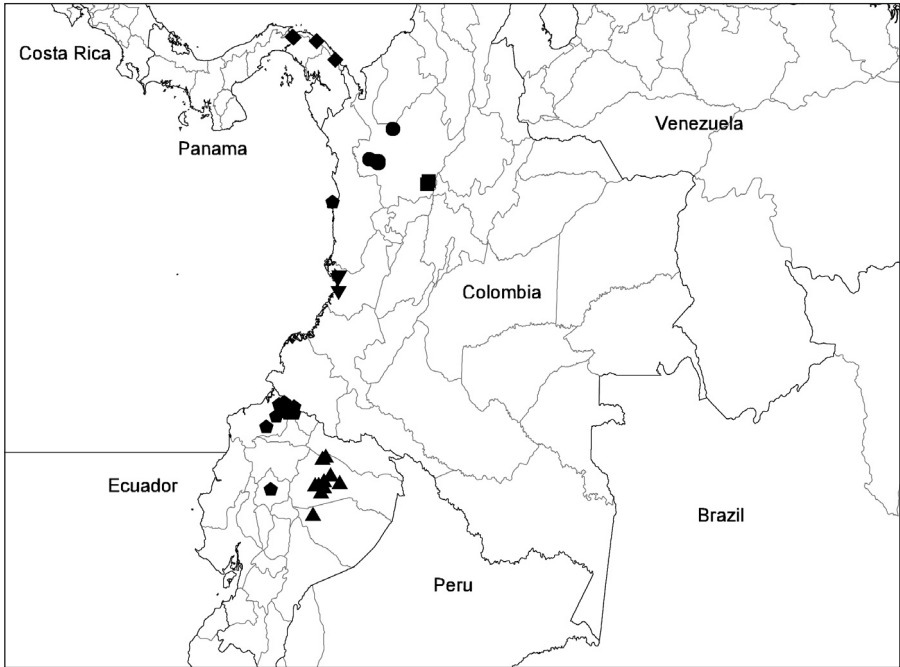 Costa Rica
Venezuela
Panama
Colombia
Ecuador
Brazil
Peru